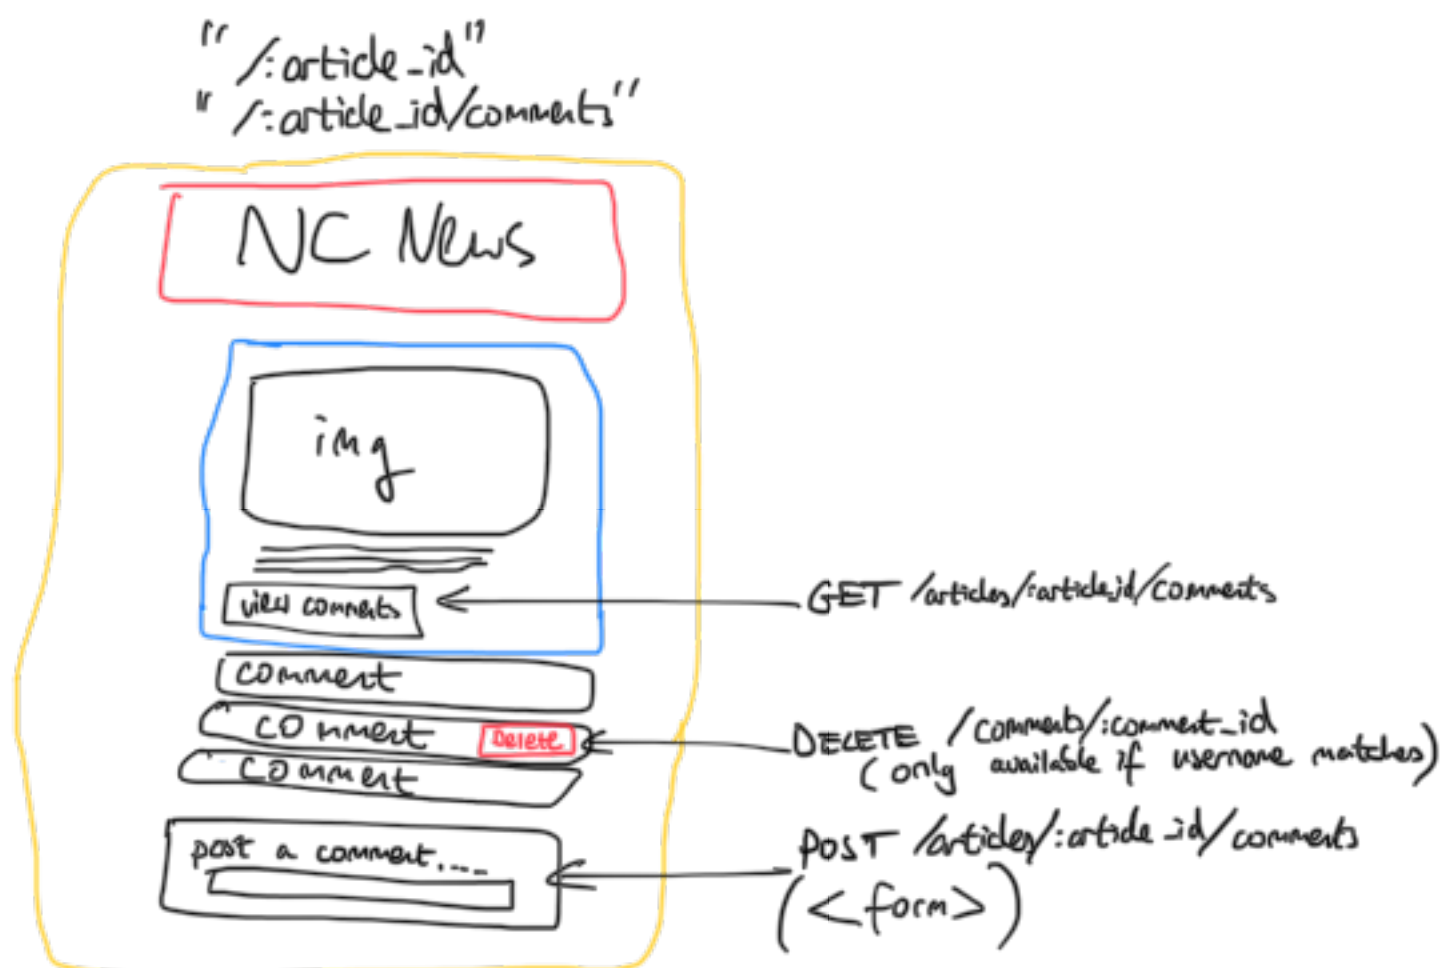 "/:article_id"
"/:article_id/comments"
NC News
img
view comments
GET /articles/:article_id/comments
comment
comment
Delete
DELETE /comments/:comment_id
(only available if username matches)
comment
post a comment....
POST /articles/:article_id/comments
(<form>)